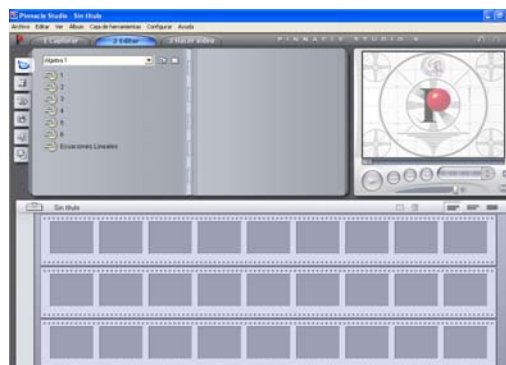 Pinnacle Studio - Sin título
Archivo Editar Ver Álbum Caja de herramientas Configurar Ayuda
1 Capturar 2 Editar 3 Hacer vídeo PINNACLE STUDIO
Algebra 1
1
2
3
4
5
6
Ecuaciones Lineales
P
Sin título